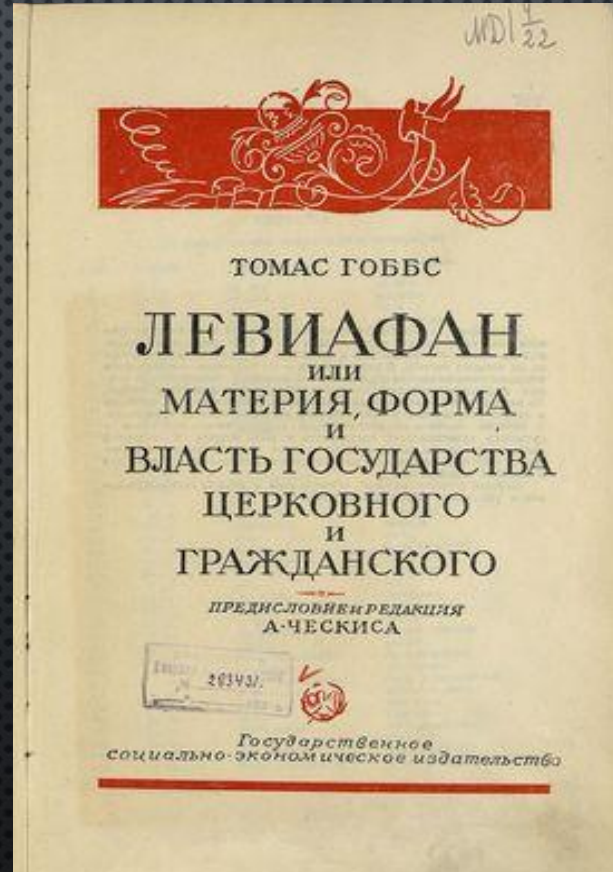 ТОМАС ГОББС
ЛЕВИАФАН
ИЛИ
МАТЕРИЯ, ФОРМА
И
ВЛАСТЬ ГОСУДАРСТВА
ЦЕРКОВНОГО
И
ГРАЖДАНСКОГО
ПРЕДИСЛОВИЕ И РЕДАКЦИЯ
А·ЧЕСКИСА
Государственное
социально-экономическое издательство